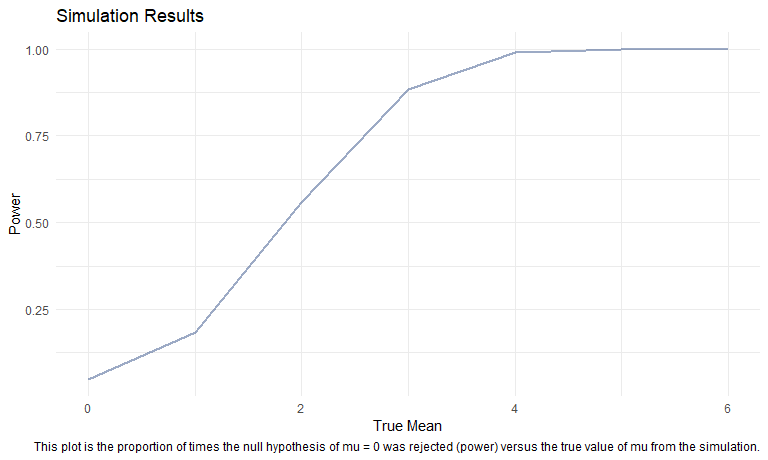 Simulation Results
1.00
0.75
0.50
0.25
Power
0 2 4 6
True Mean
This plot is the proportion of times the null hypothesis of mu = 0 was rejected (power) versus the true value of mu from the simulation.